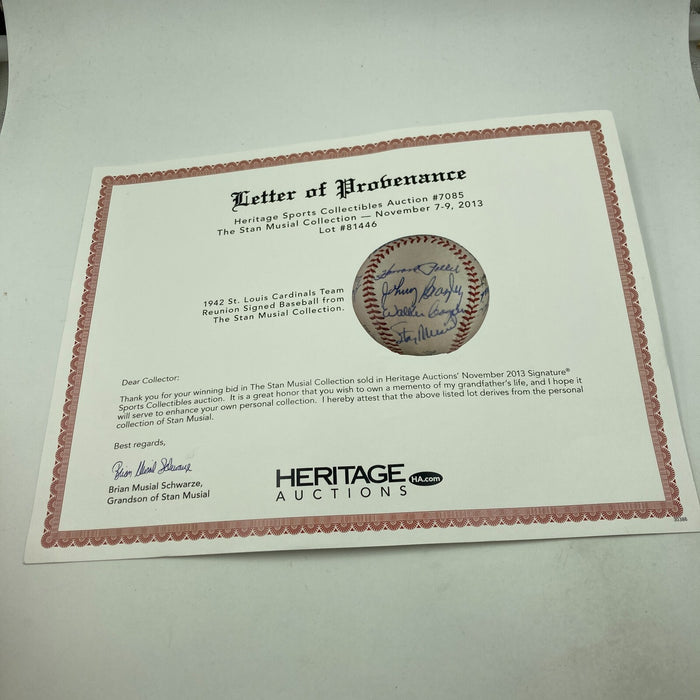 Letter of Provenance
Heritage Sports Collectibles Auction #7085
The Stan Musial Collection — November 7-9, 2013
Lot #81446
1942 St. Louis Cardinals Team
Reunion Signed Baseball from
The Stan Musial Collection.
Howard Pollet
Johnny Beazley
Walker Cooper
Stan Musial
Dear Collector:
Thank you for your winning bid in The Stan Musial Collection sold in Heritage Auctions' November 2013 Signature®
Sports Collectibles auction. It is a great honor that you wish to own a memento of my grandfather's life, and I hope it
will serve to enhance your own personal collection. I hereby attest that the above listed lot derives from the personal
collection of Stan Musial.
Best regards,
Brian Musial Schwarze
Brian Musial Schwarze,
Grandson of Stan Musial
HERITAGE HA.com
AUCTIONS